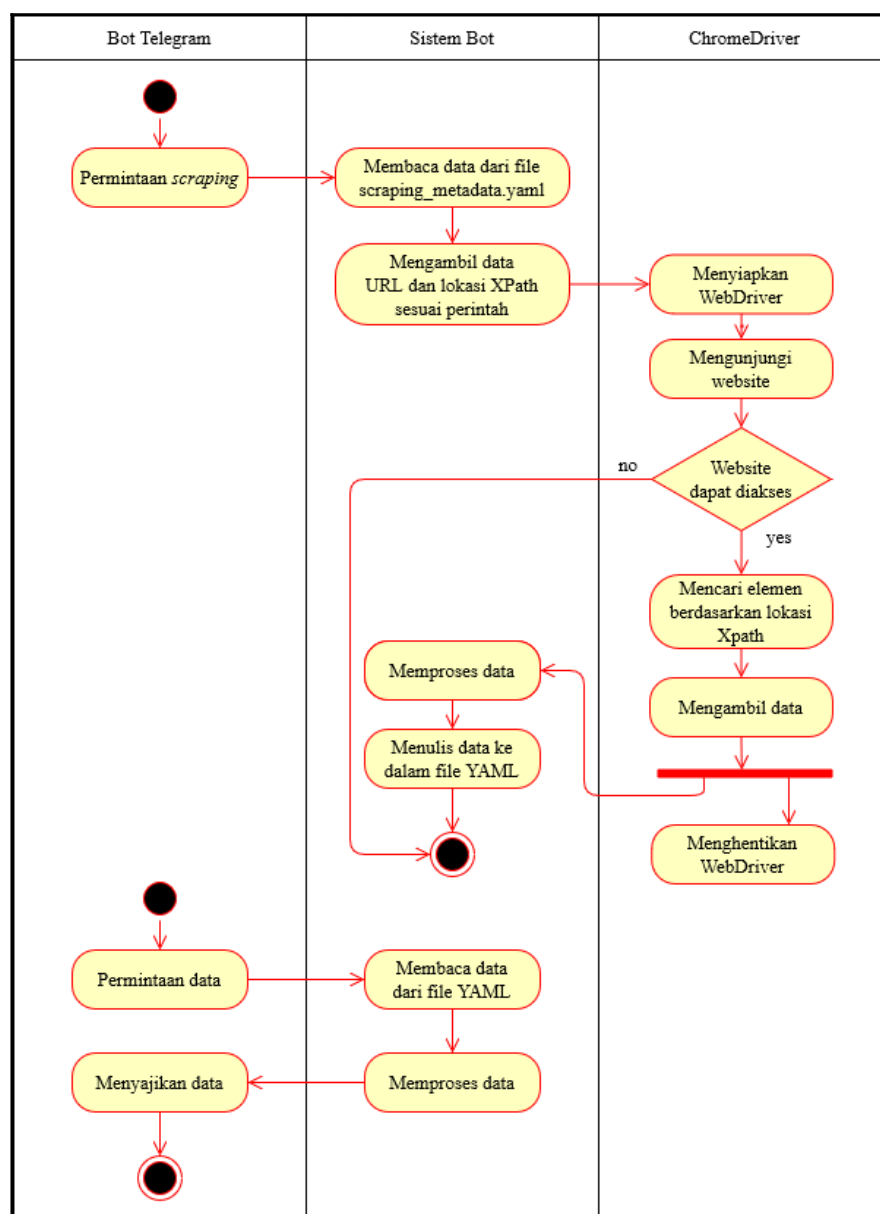 Bot Telegram
Sistem Bot
ChromeDriver
Permintaan scraping
Membaca data dari file
scraping_metadata.yaml
Mengambil data
URL dan lokasi XPath
sesuai perintah
Menyiapkan
WebDriver
Mengunjungi
website
no
Website
dapat diakses
yes
Mencari elemen
berdasarkan lokasi
Xpath
Memproses data
Mengambil data
Menulis data ke
dalam file YAML
Menghentikan
WebDriver
Permintaan data
Membaca data
dari file YAML
Menyajikan data
Memproses data